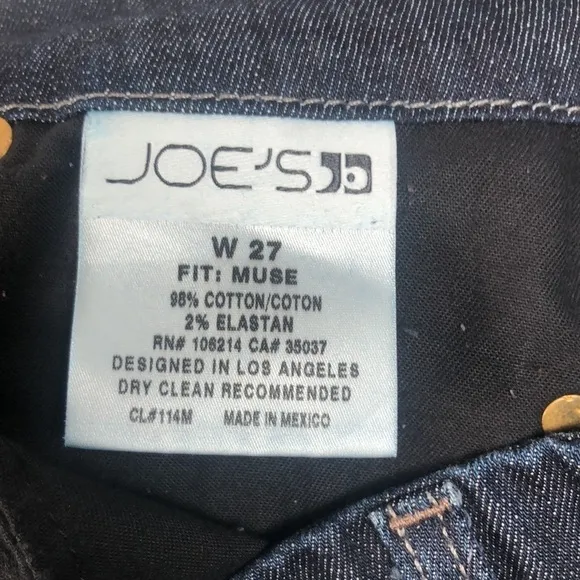 JOE'S
W 27
FIT: MUSE
98% COTTON/COTON
2% ELASTAN
RN# 106214 CA# 35037
DESIGNED IN LOS ANGELES
DRY CLEAN RECOMMENDED
CL#114M MADE IN MEXICO